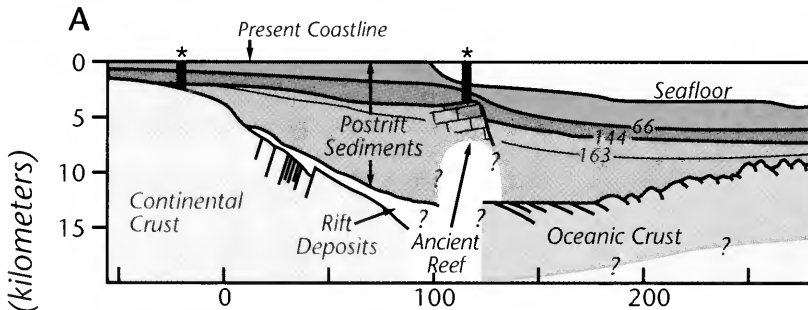 A
Present Coastline
*
*
0
5
10
15
(kilometers)
Seafloor
66
144
163
Postrift
Sediments
?
?
Continental
Crust
Rift
Deposits
?
?
Ancient
Reef
Oceanic Crust
?
?
0
100
200